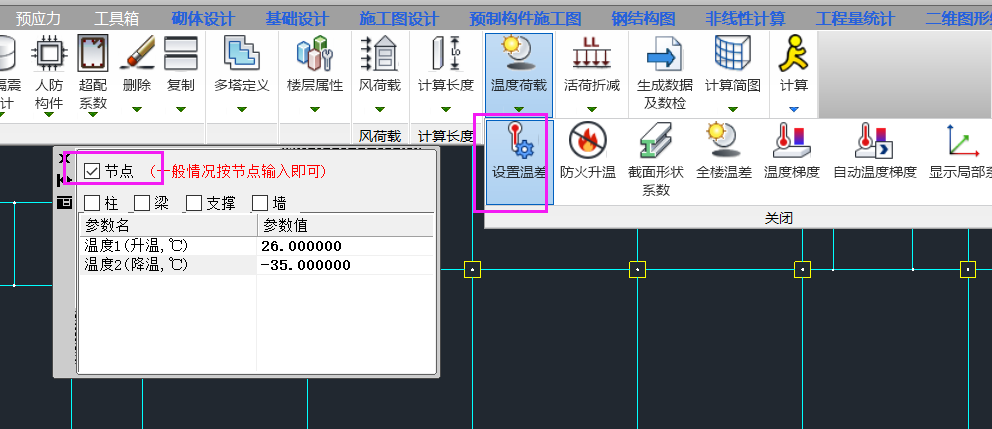 预应力 工具箱 砌体设计 基础设计 施工图设计 预制构件施工图 钢结构图 非线性计算 工程量统计 二维图形
隔震 人防 超配 删除 复制 多塔定义 楼层属性 风荷载 计算长度 温度荷载 活荷折减 生成数据 计算简图 计算
计 构件 系数 及数检
风荷载 计算长度
设置温差 防火升温 截面形状 全楼温差 温度梯度 自动温度梯度 显示局部
系数
关闭
节点 (一般情况按节点输入即可)
柱 梁 支撑 墙
参数名 参数值
温度1(升温,℃) 26.000000
温度2(降温,℃) -35.000000